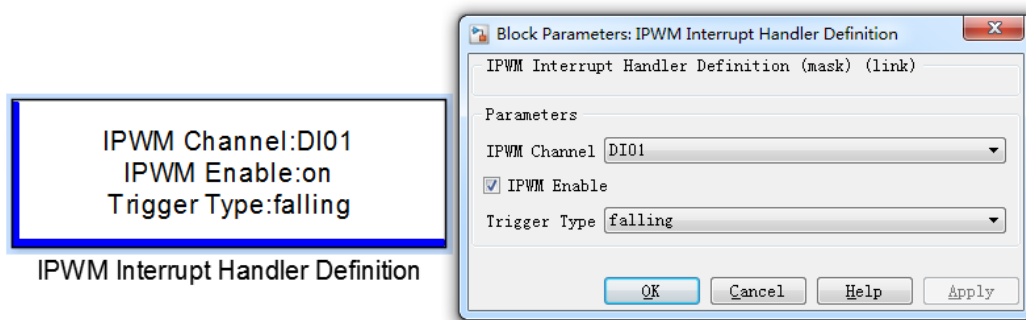 IPWM Channel:DI01
IPWM Enable:on
Trigger Type:falling
IPWM Interrupt Handler Definition
Block Parameters: IPWM Interrupt Handler Definition
IPWM Interrupt Handler Definition (mask) (link)
Parameters
IPWM Channel DI01
IPWM Enable
Trigger Type falling
OK Cancel Help Apply